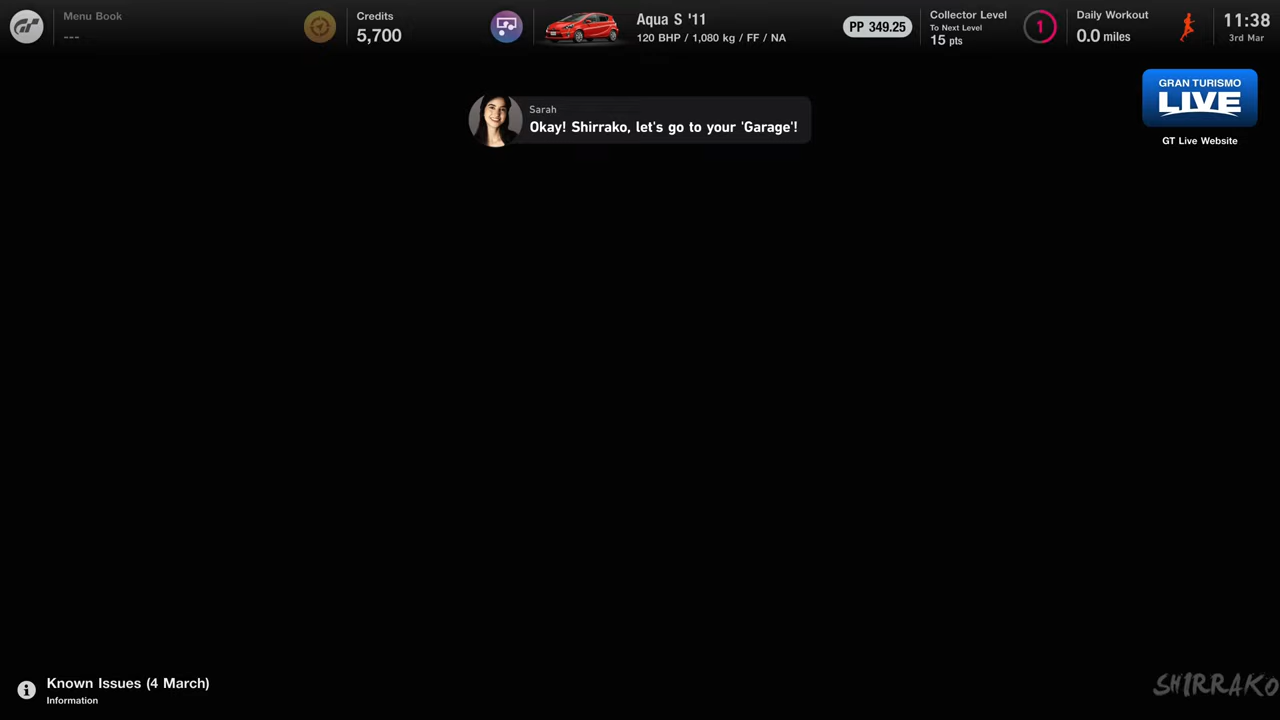 Menu Book
---
Credits
5,700
Aqua S '11
120 BHP / 1,080 kg / FF / NA
PP 349.25
Collector Level
To Next Level
15 pts
1
Daily Workout
0.0 miles
11:38
3rd Mar
GRAN TURISMO
LIVE
GT Live Website
Sarah
Okay! Shirrako, let's go to your 'Garage'!
Known Issues (4 March)
Information
SHIRRAKO